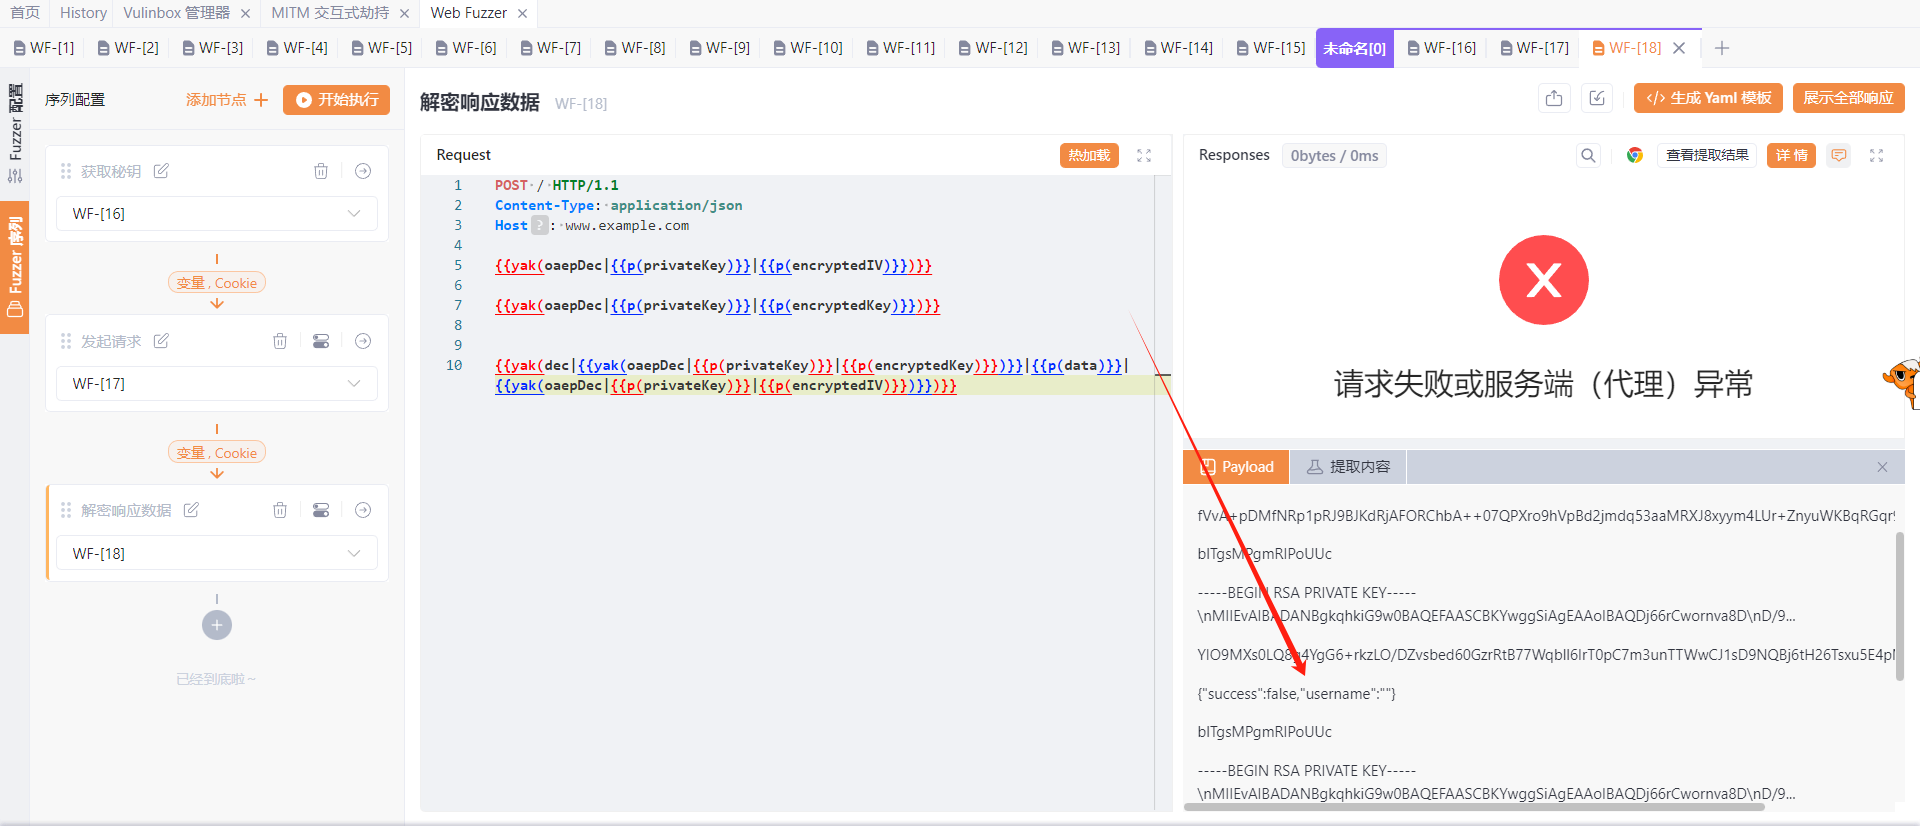 首页 History Vulinbox 管理器 MITM 交互式劫持 Web Fuzzer
WF-[1] WF-[2] WF-[3] WF-[4] WF-[5] WF-[6] WF-[7] WF-[8] WF-[9] WF-[10] WF-[11] WF-[12] WF-[13] WF-[14] WF-[15] 未命名[0] WF-[16] WF-[17] WF-[18]
Fuzzer 配置
Fuzzer 序列
序列配置 添加节点 开始执行
获取秘钥
WF-[16]
变量 , Cookie
发起请求
WF-[17]
变量 , Cookie
解密响应数据
WF-[18]
已经到底啦～
解密响应数据 WF-[18]
</> 生成 Yaml 模板 展示全部响应
Request 热加载
1 POST / HTTP/1.1
2 Content-Type: application/json
3 Host ? : www.example.com
4
5 {{yak(oaepDec|{{p(privateKey)}}|{{p(encryptedIV)}})}}
6
7 {{yak(oaepDec|{{p(privateKey)}}|{{p(encryptedKey)}})}}
8
9
10 {{yak(dec|{{yak(oaepDec|{{p(privateKey)}}|{{p(encryptedKey)}})}}|{{p(data)}}|
{{yak(oaepDec|{{p(privateKey)}}|{{p(encryptedIV)}})}})}}
Responses 0bytes / 0ms 查看提取结果 详 情
请求失败或服务端（代理）异常
Payload 提取内容
bITgsMPgmRIPoUUc
-----BEGIN RSA PRIVATE KEY-----
\nMIIEvAIBADANBgkqhkiG9w0BAQEFAASCBKYwggSiAgEAAoIBAQDj66rCwornva8D\nD/9...
{"success":false,"username":""}
bITgsMPgmRIPoUUc
-----BEGIN RSA PRIVATE KEY-----
\nMIIEvAIBADANBgkqhkiG9w0BAQEFAASCBKYwggSiAgEAAoIBAQDj66rCwornva8D\nD/9...